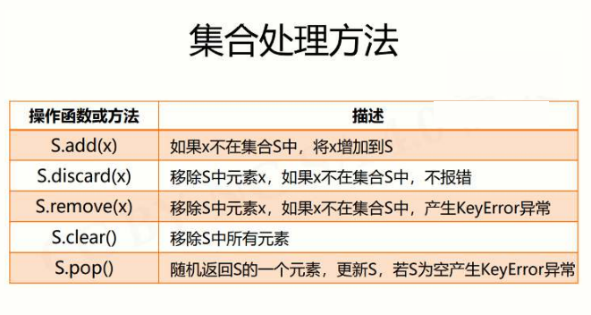 集合处理方法
操作函数或方法 描述
S.add(x) 如果x不在集合S中，将x增加到S
S.discard(x) 移除S中元素x，如果x不在集合S中，不报错
S.remove(x) 移除S中元素x，如果x不在集合S中，产生KeyError异常
S.clear() 移除S中所有元素
S.pop() 随机返回S的一个元素，更新S，若S为空产生KeyError异常